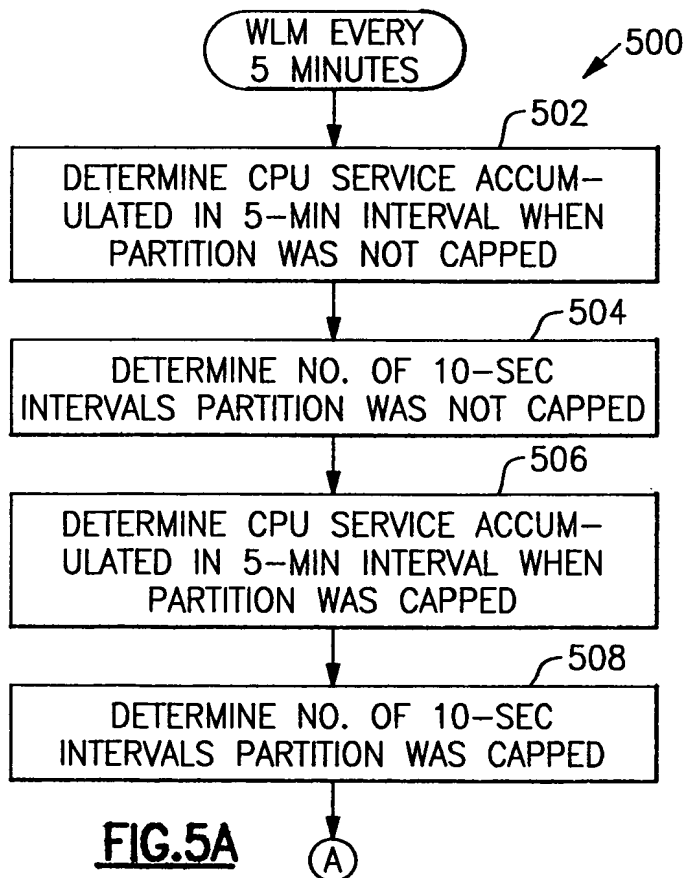 WLM EVERY
5 MINUTES
500
502
DETERMINE CPU SERVICE ACCUM-
ULATED IN 5-MIN INTERVAL WHEN
PARTITION WAS NOT CAPPED
504
DETERMINE NO. OF 10-SEC
INTERVALS PARTITION WAS NOT CAPPED
506
DETERMINE CPU SERVICE ACCUM-
ULATED IN 5-MIN INTERVAL WHEN
PARTITION WAS CAPPED
508
DETERMINE NO. OF 10-SEC
INTERVALS PARTITION WAS CAPPED
FIG.5A
A